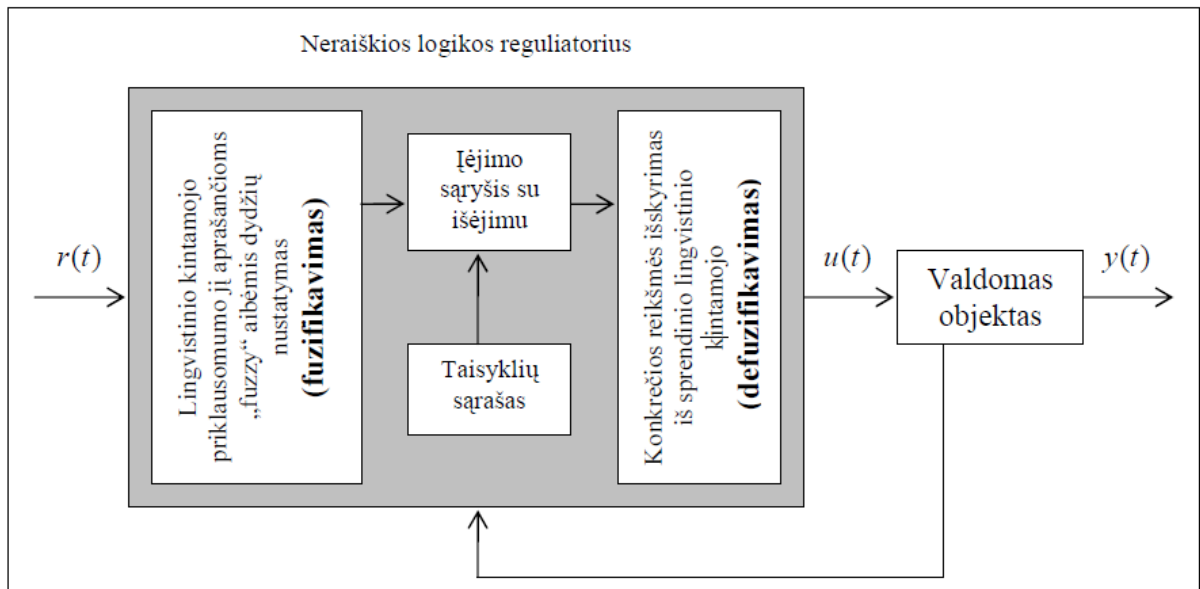 Neraiškios logikos reguliatorius
r(t)
Lingvistinio kintamojo
priklausomumo jį aprašančioms
„fuzzy“ aibėmis dydžių
nustatymas
(fuzifikavimas)
Įėjimo
sąryšis su
išėjimu
Taisyklių
sąrašas
Konkrečios reikšmės išskyrimas
iš sprendinio lingvistinio
kintamojo
(defuzifikavimas)
u(t)
Valdomas
objektas
y(t)